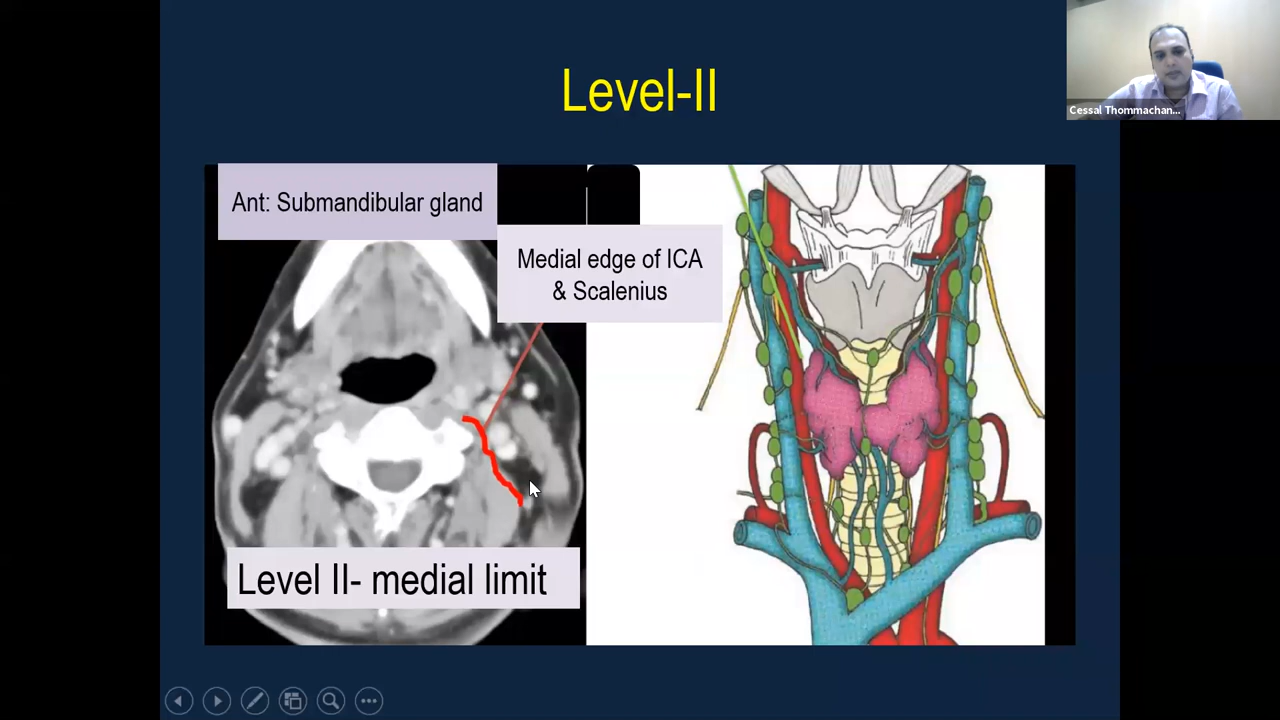 Level-II
Cessal Thommachan...
Ant: Submandibular gland
Medial edge of ICA
& Scalenius
Level II- medial limit